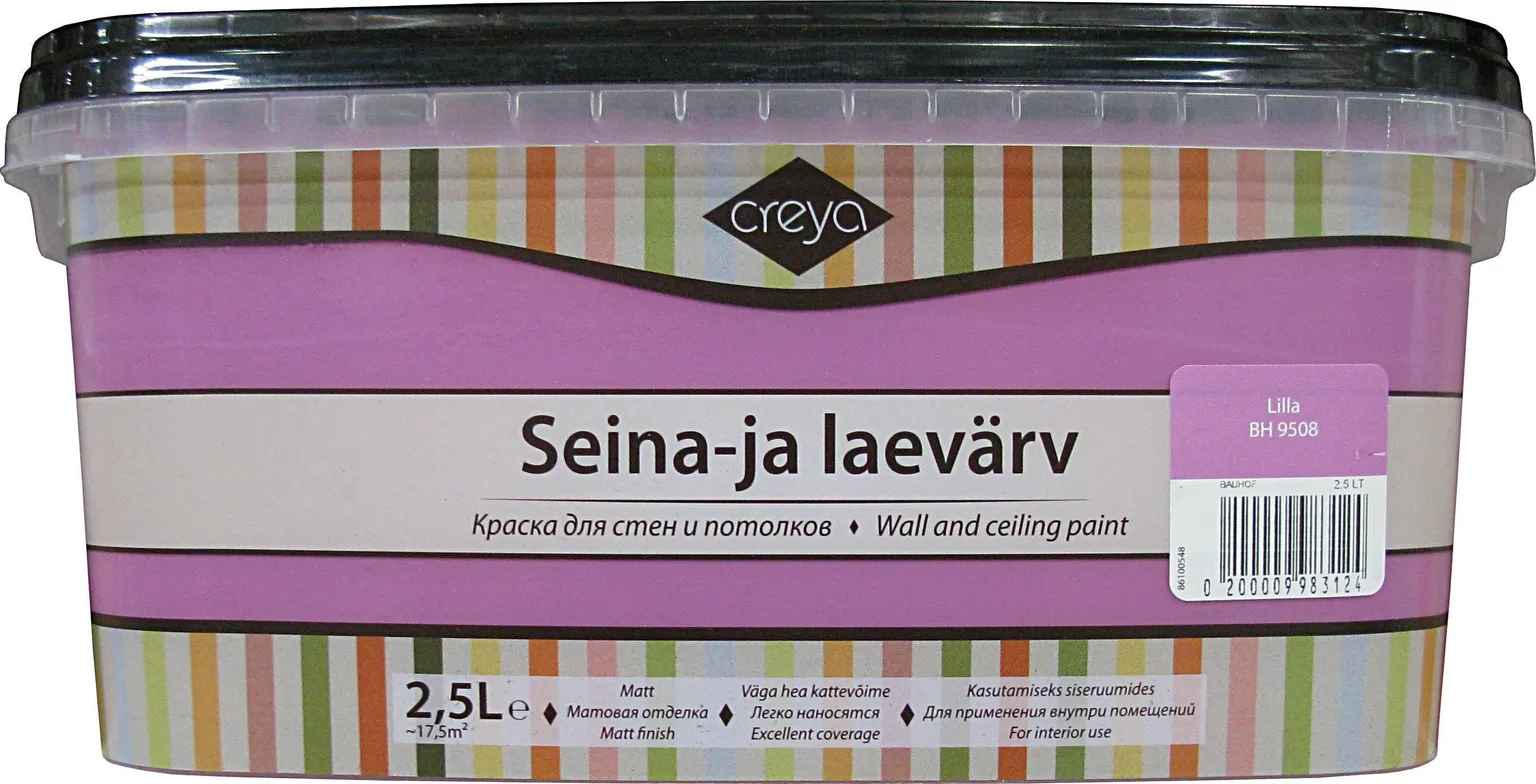 creya
Seina-ja laevärv
Краска для стен и потолков ♦ Wall and ceiling paint
Lilla
BH 9508
BAUHOF 2.5 LT
86100548
0 200009 983124
2,5L ℮
~17,5m²
Matt
Матовая отделка
Matt finish
Väga hea kattevõime
Легко наносятся
Excellent coverage
Kasutamiseks siseruumides
Для применения внутри помещений
For interior use